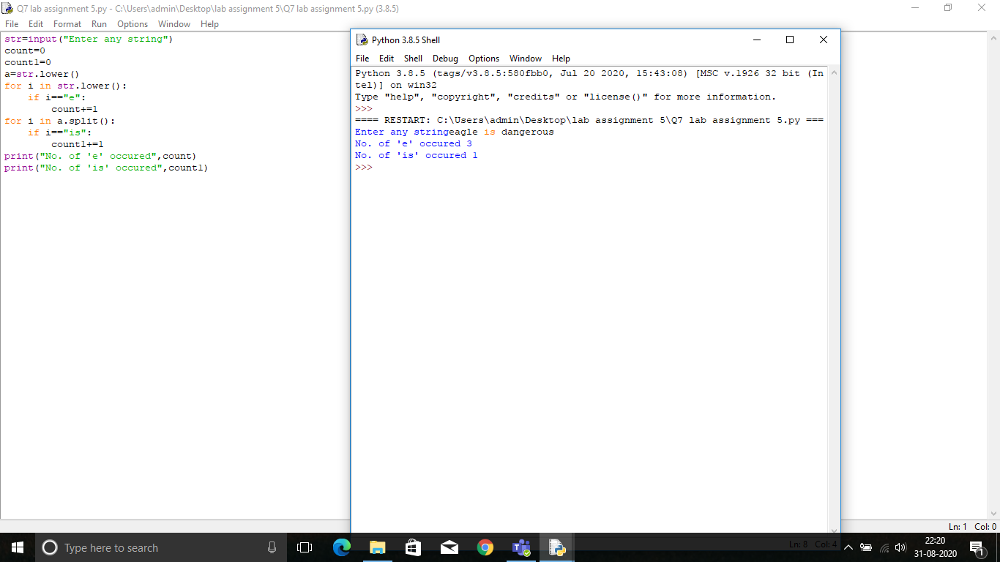 Q7 lab assignment 5.py - C:\Users\admin\Desktop\lab assignment 5\Q7 lab assignment 5.py (3.8.5)
File Edit Format Run Options Window Help
str=input("Enter any string")
count=0
count1=0
a=str.lower()
for i in str.lower():
    if i=="e":
        count+=1
for i in a.split():
    if i=="is":
        count1+=1
print("No. of 'e' occured",count)
print("No. of 'is' occured",count1)
Python 3.8.5 Shell
File Edit Shell Debug Options Window Help
Python 3.8.5 (tags/v3.8.5:580fbb0, Jul 20 2020, 15:43:08) [MSC v.1926 32 bit (In
tel)] on win32
Type "help", "copyright", "credits" or "license()" for more information.
>>>
==== RESTART: C:\Users\admin\Desktop\lab assignment 5\Q7 lab assignment 5.py ===
Enter any stringeagle is dangerous
No. of 'e' occured 3
No. of 'is' occured 1
>>>
Ln: 1 Col: 0
Ln: 8 Col: 4
Type here to search
22:20
31-08-2020
1